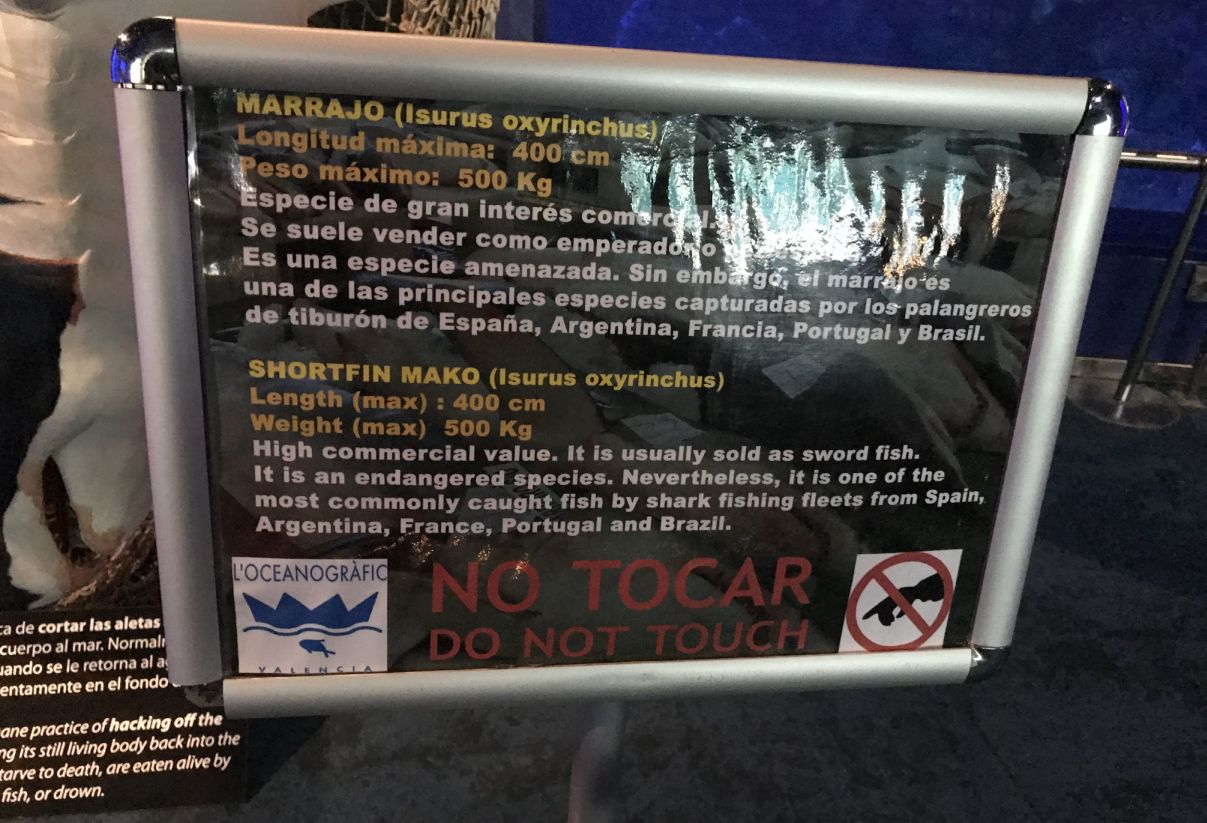 MARRAJO (Isurus oxyrinchus)
Longitud máxima: 400 cm
Peso máximo: 500 Kg
Especie de gran interés comercial.
Se suele vender como emperador o
Es una especie amenazada. Sin embargo, el marrajo es
una de las principales especies capturadas por los palangreros
de tiburón de España, Argentina, Francia, Portugal y Brasil.
SHORTFIN MAKO (Isurus oxyrinchus)
Length (max) : 400 cm
Weight (max) 500 Kg
High commercial value. It is usually sold as sword fish.
It is an endangered species. Nevertheless, it is one of the
most commonly caught fish by shark fishing fleets from Spain,
Argentina, France, Portugal and Brazil.
L'OCEANOGRÀFIC
VALENCIA
NO TOCAR
DO NOT TOUCH
de cortar las aletas
cuerpo al mar.
se le retorna al
en el fondo
practice of hacking off the
its still living body back into the
to death, are eaten alive by
fish, or drown.